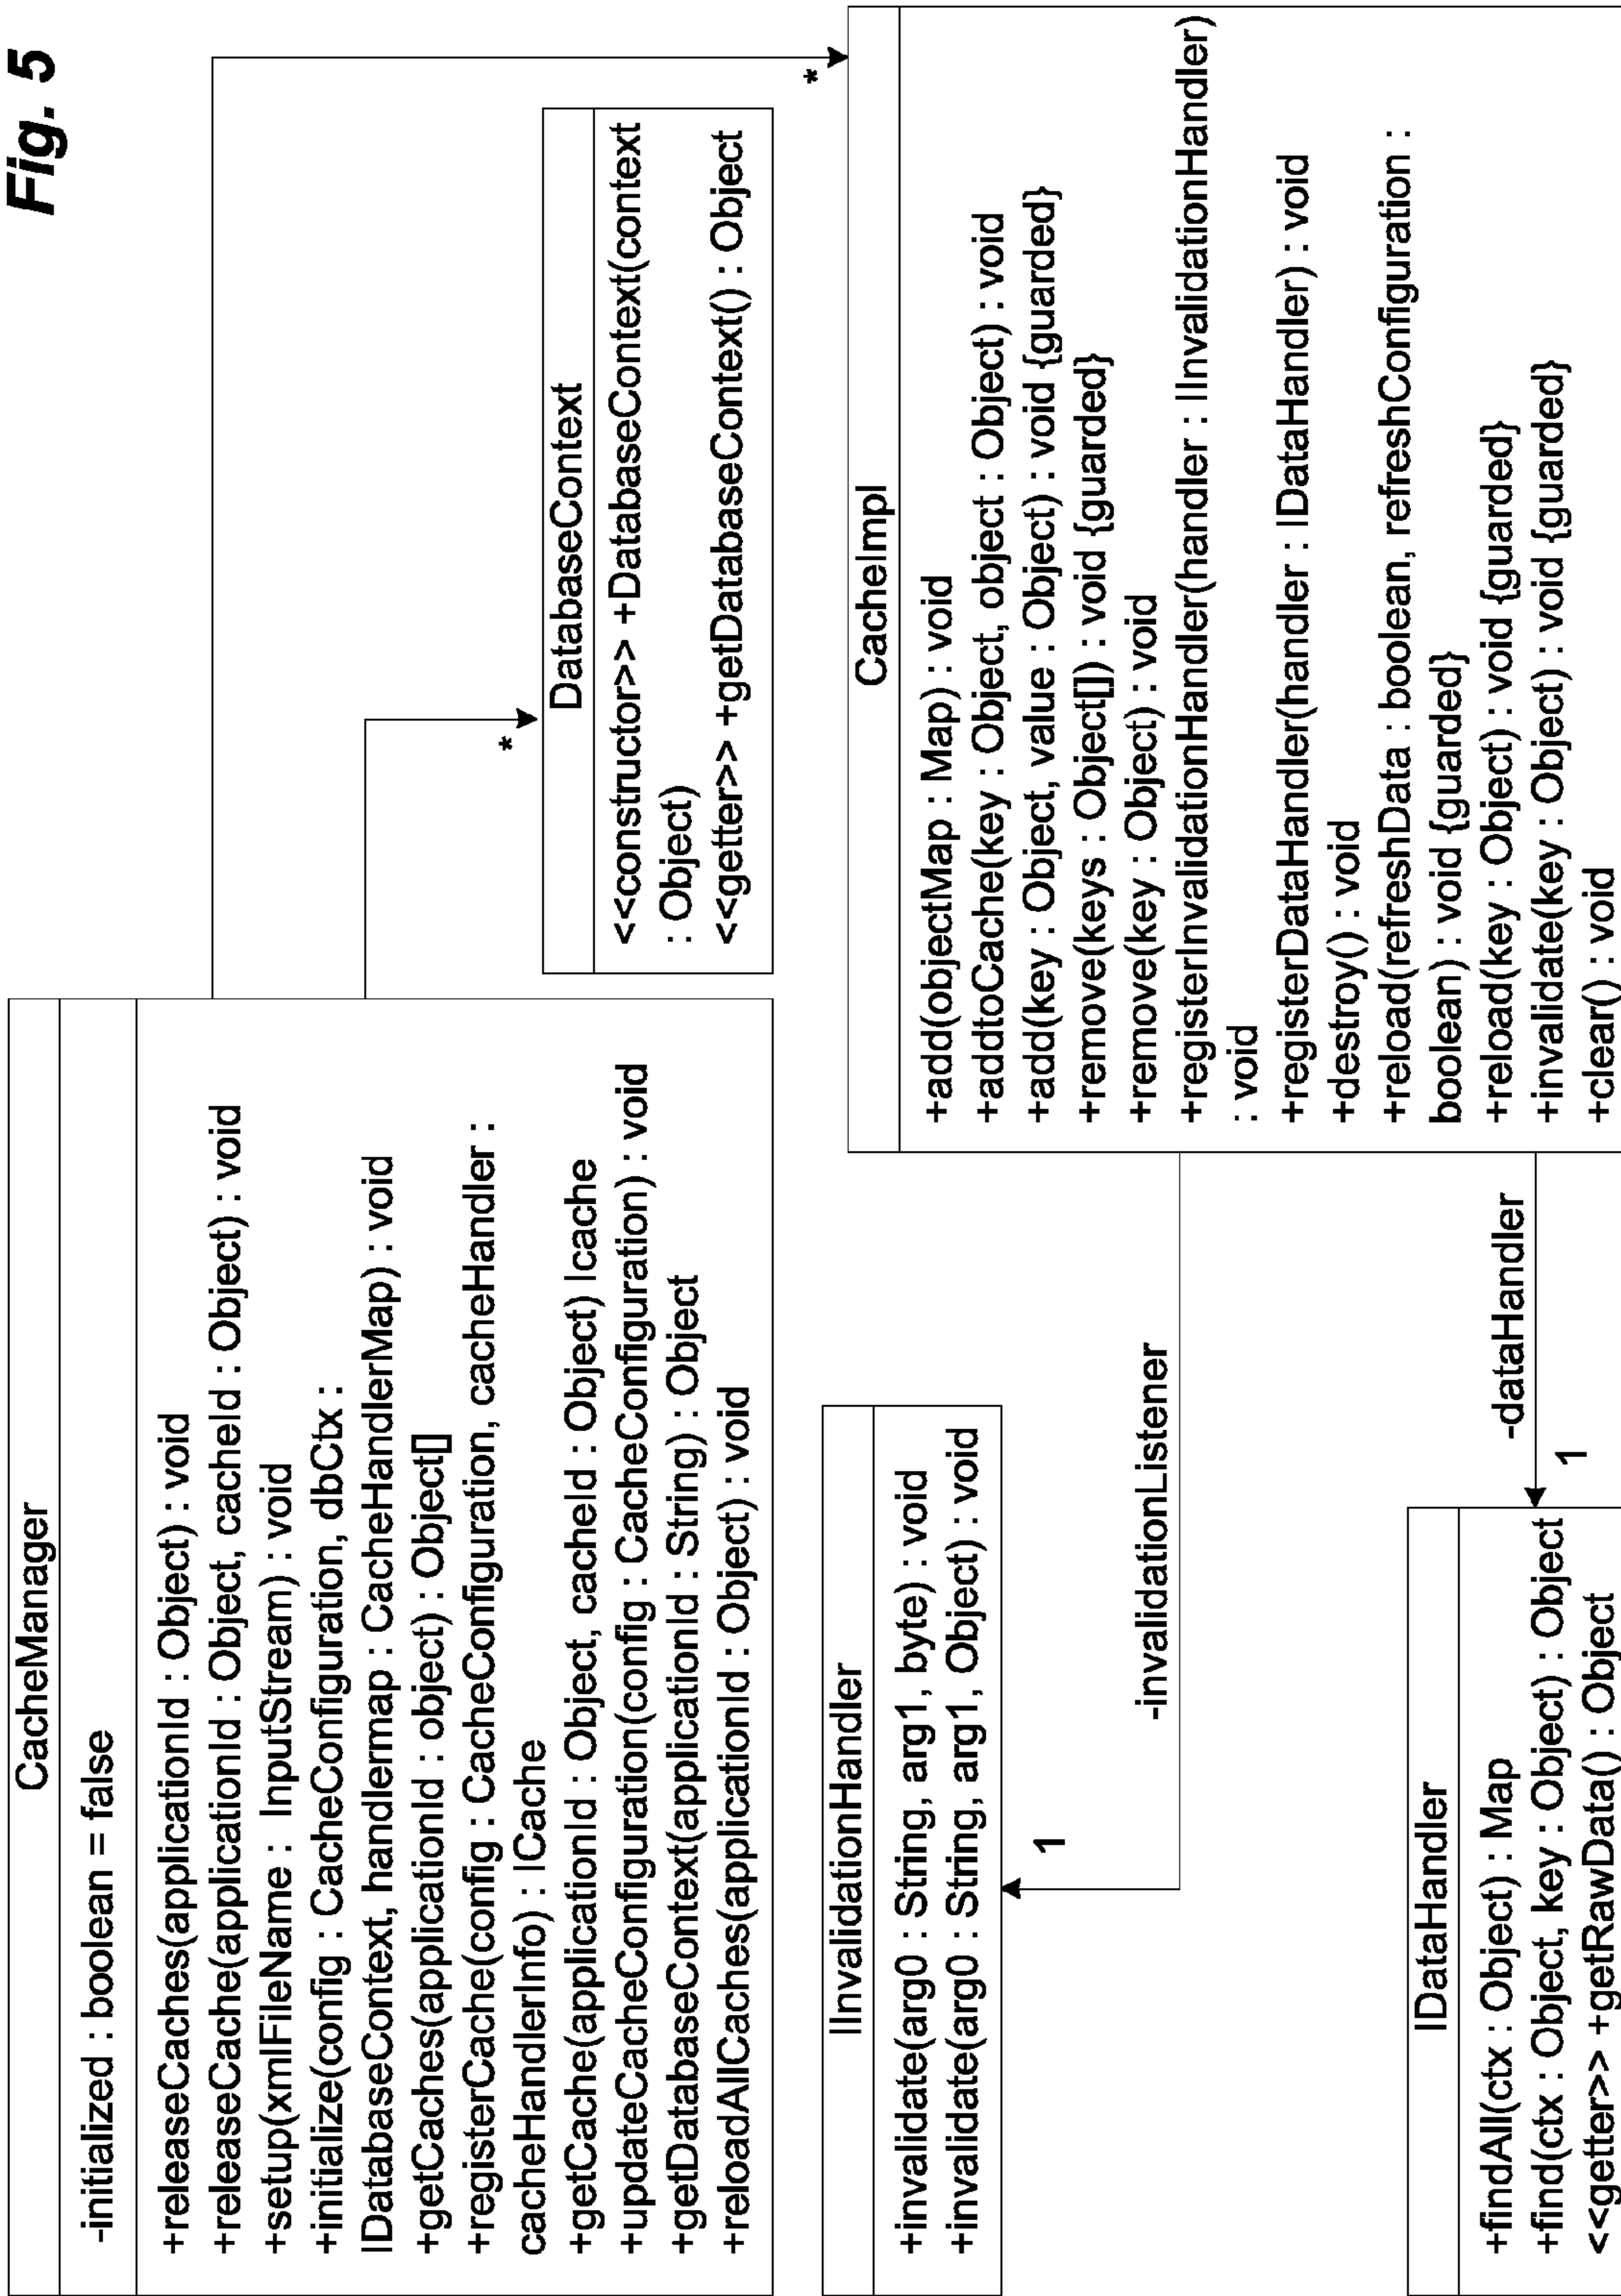 Fig. 5
CacheManager
-initialized : boolean = false
+releaseCaches(applicationId : Object) : void
+releaseCache(applicationId : Object, cacheId : Object) : void
+setup(xmlFileName : InputStream) : void
+initialize(config : CacheConfiguration, dbCtx :
IDatabaseContext, handlermap : CacheHandlerMap) : void
+getCaches(applicationId : object) : Object[]
+registerCache(config : CacheConfiguration, cacheHandler :
cacheHandlerInfo) : ICache
+getCache(applicationId : Object, cacheId : Object) Icache
+updateCacheConfiguration(config : CacheConfiguration) : void
+getDatabaseContext(applicationId : String) : Object
+reloadAllCaches(applicationId : Object) : void
*
DatabaseContext
<<constructor>> +DatabaseContext(context
: Object)
<<getter>> +getDatabaseContext() : Object
*
IInvalidationHandler
+invalidate(arg0 : String, arg1, byte) : void
+invalidate(arg0 : String, arg1, Object) : void
1
-invalidationListener
CacheImpl
+add(objectMap : Map) : void
+addtoCache(key : Object, object : Object) : void
+add(key : Object, value : Object) : void {guarded}
+remove(keys : Object[]) : void {guarded}
+remove(key : Object) : void
+registerInvalidationHandler(handler : IInvalidationHandler)
: void
+registerDataHandler(handler : IDataHandler) : void
+destroy() : void
+reload(refreshData : boolean, refreshConfiguration :
boolean) : void {guarded}
+reload(key : Object) : void {guarded}
+invalidate(key : Object) : void {guarded}
+clear() : void
-dataHandler
1
IDataHandler
+findAll(ctx : Object) : Map
+find(ctx : Object, key : Object) : Object
<<getter>> +getRawData() : Object